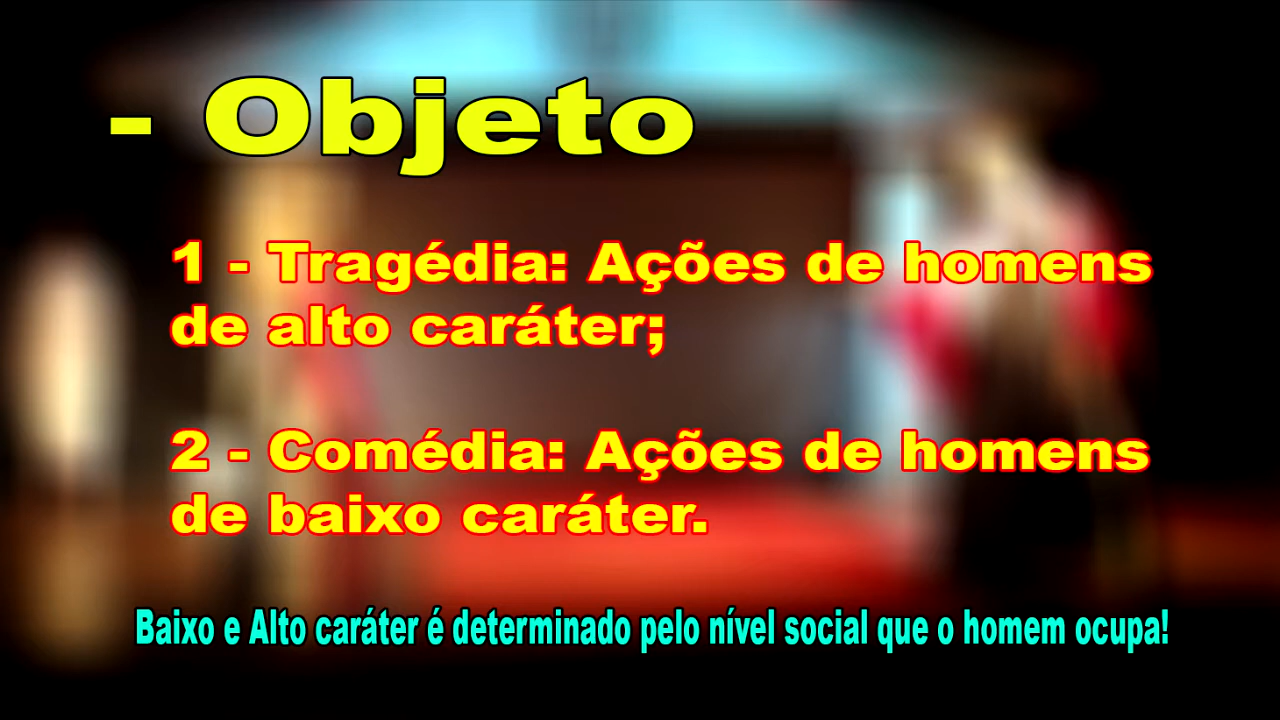 - Objeto
1 - Tragédia: Ações de homens
de alto caráter;
2 - Comédia: Ações de homens
de baixo caráter.
Baixo e Alto caráter é determinado pelo nível social que o homem ocupa!